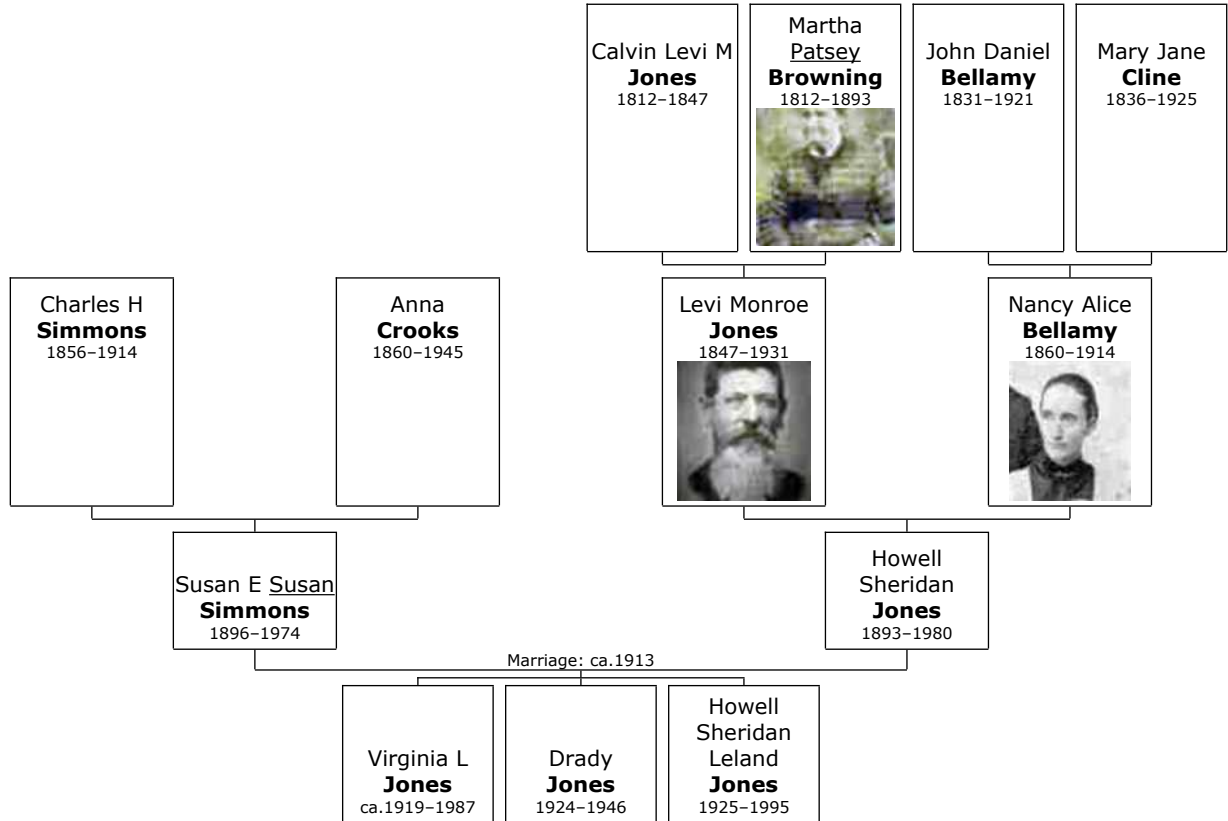 Calvin Levi M
Jones
1812–1847
Martha
Patsey
Browning
1812–1893
John Daniel
Bellamy
1831–1921
Mary Jane
Cline
1836–1925
Charles H
Simmons
1856–1914
Anna
Crooks
1860–1945
Levi Monroe
Jones
1847–1931
Nancy Alice
Bellamy
1860–1914
Susan E Susan
Simmons
1896–1974
Howell
Sheridan
Jones
1893–1980
Marriage: ca.1913
Virginia L
Jones
ca.1919–1987
Drady
Jones
1924–1946
Howell
Sheridan
Leland
Jones
1925–1995